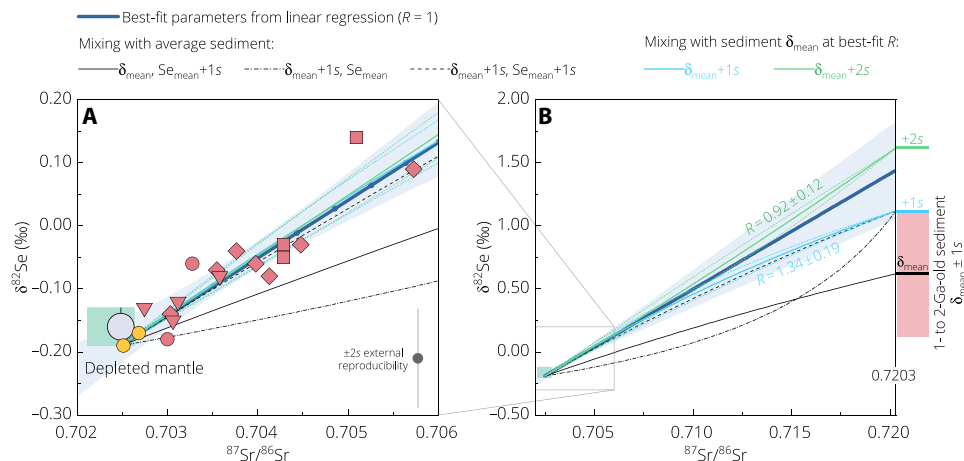 Best-fit parameters from linear regression (R = 1)
Mixing with average sediment:
Mixing with sediment δmean at best-fit R:
δmean, Semean+1s
δmean+1s, Semean
δmean+1s, Semean+1s
δmean+1s
δmean+2s
A
δ⁸²Se (‰)
0.20
0.10
0.00
−0.10
−0.20
−0.30
Depleted mantle
±2s external
reproducibility
0.702
0.703
0.704
0.705
0.706
⁸⁷Sr/⁸⁶Sr
B
δ⁸²Se (‰)
2.00
1.50
1.00
0.50
0.00
−0.50
R = 0.92±0.12
R = 1.34±0.19
+2s
+1s
δmean
0.7203
1- to 2-Ga-old sediment
δmean ± 1s
0.705
0.710
0.715
0.720
⁸⁷Sr/⁸⁶Sr